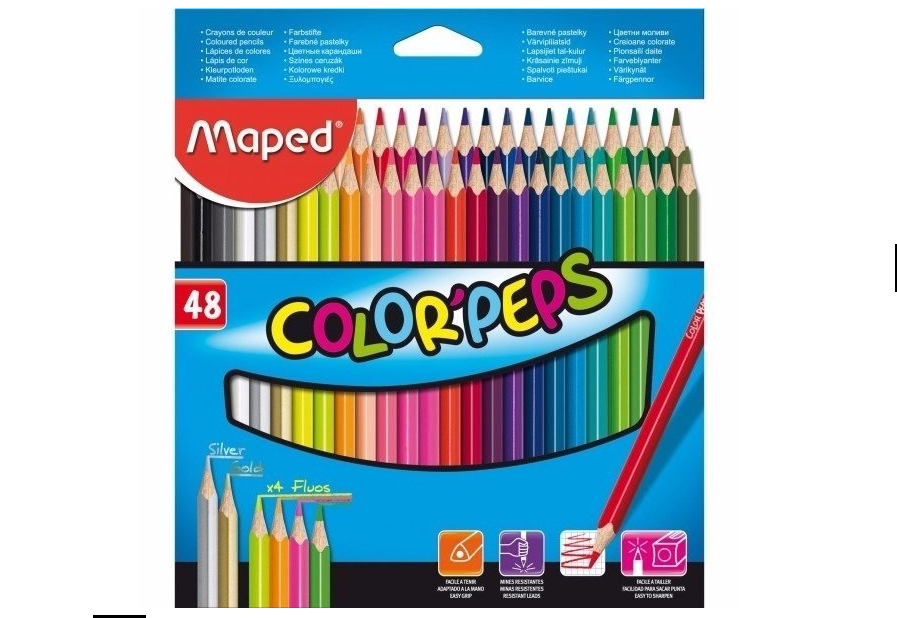 • Crayons de couleur
• Coloured pencils
• Lápices de colores
• Lápis de cor
• Kleurpotloden
• Matite colorate
• Farbstifte
• Farebné pastelky
• Цветные карандаши
• Színes ceruzák
• Kolorowe kredki
• Ξυλομπογιές
• Barevné pastelky
• Värvipliiatsid
• Lapsijiet tal-kulur
• Krāsainie zīmuļi
• Spalvoti pieštukai
• Barvice
• Цветни моливи
• Creioane colorate
• Pionsailí daite
• Farveblyanter
• Värikynät
• Färgpennor
Maped®
48
COLOR'PEPS
COLOR'PE
Silver
Gold
x4 Fluos
FACILE A TENIR
ADAPTADO A LA MANO
EASY GRIP
MINES RESISTANTES
MINAS RESISTENTES
RESISTANT LEADS
FACILE A TAILLER
FACILIDAD PARA SACAR PUNTA
EASY TO SHARPEN